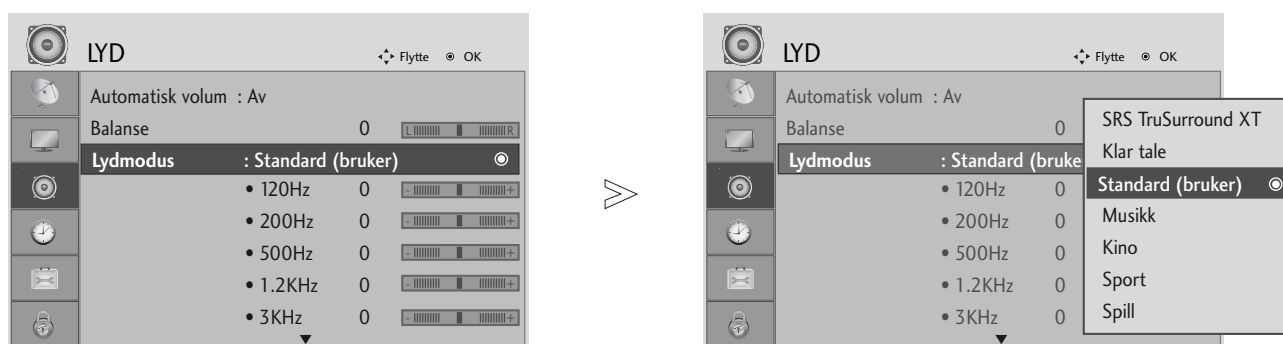 LYD
Flytte OK
Automatisk volum : Av
Balanse 0 L R
Lydmodus : Standard (bruker)
• 120Hz 0 - +
• 200Hz 0 - +
• 500Hz 0 - +
• 1.2KHz 0 - +
• 3KHz 0 - +
LYD
Flytte OK
Automatisk volum : Av
Balanse 0
Lydmodus : Standard (bruke
• 120Hz 0
• 200Hz 0
• 500Hz 0
• 1.2KHz 0
• 3KHz 0
SRS TruSurround XT
Klar tale
Standard (bruker)
Musikk
Kino
Sport
Spill